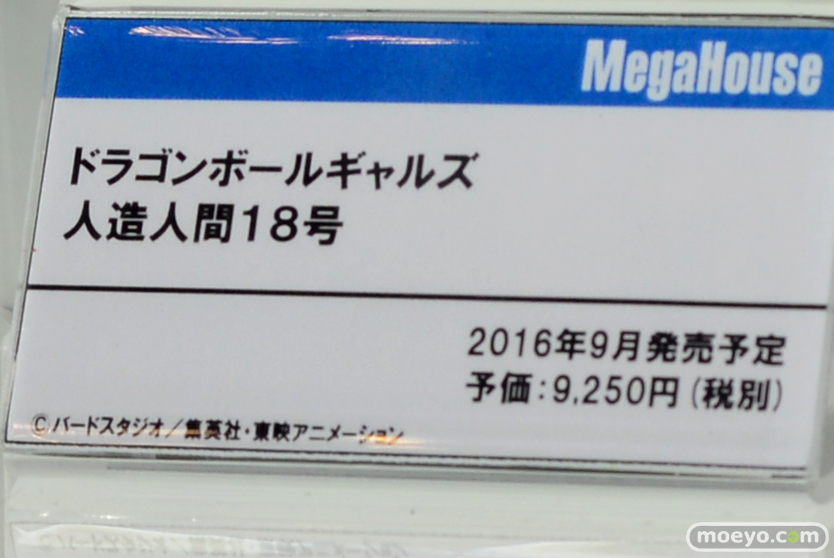 MegaHouse
ドラゴンボールギャルズ
人造人間18号
2016年9月発売予定
予価:9,250円(税別)
©バードスタジオ/集英社・東映アニメーション
moeyo.com